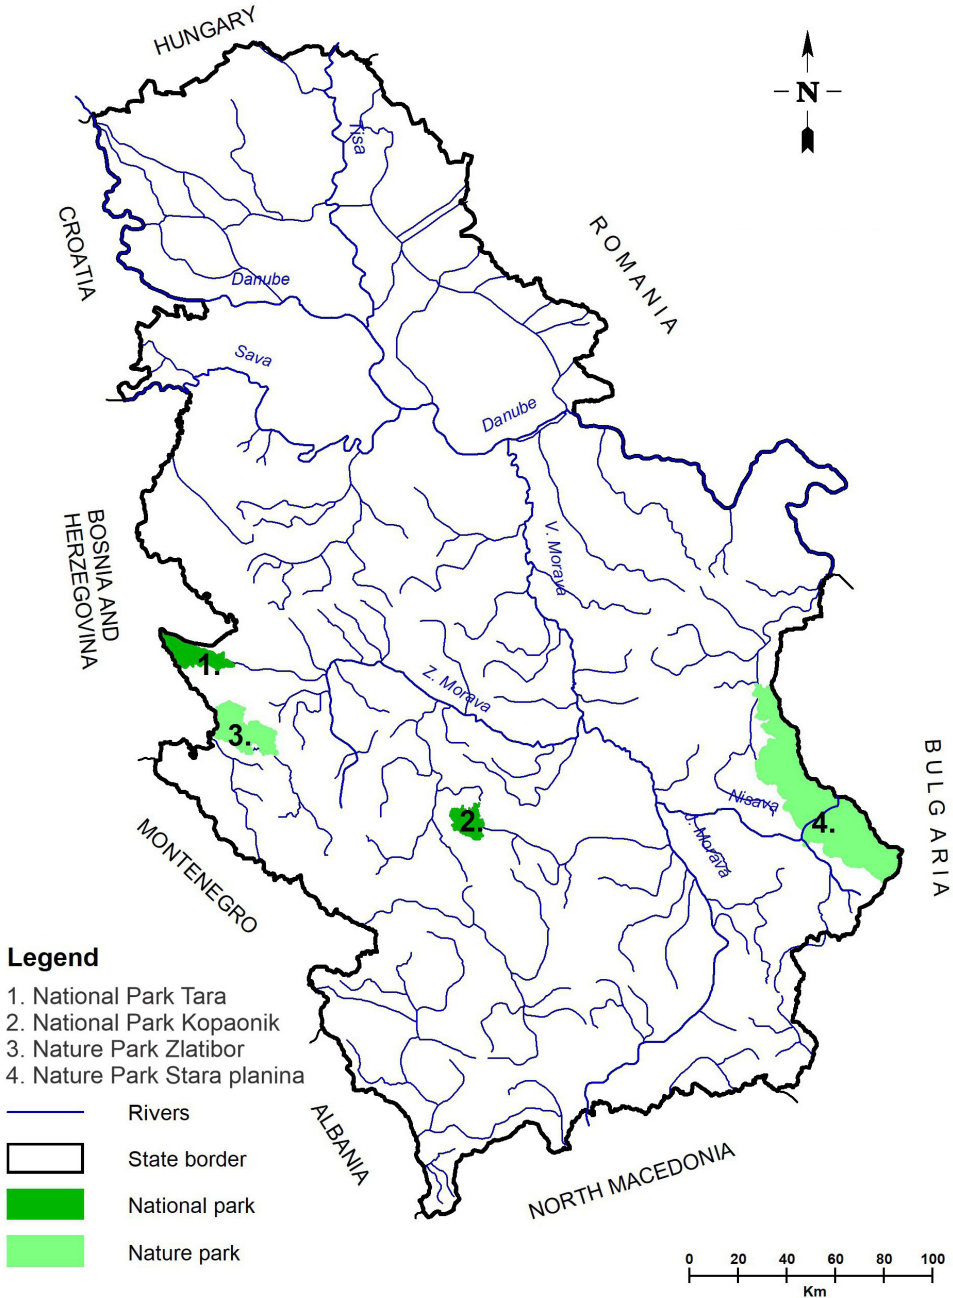 HUNGARY
N
Tisa
CROATIA
ROMANIA
Danube
Sava
Danube
BOSNIA AND
HERZEGOVINA
V. Morava
1.
Z. Morava
3.
BULGARIA
Nisava
2.
4.
J. Morava
MONTENEGRO
Legend
1. National Park Tara
2. National Park Kopaonik
3. Nature Park Zlatibor
4. Nature Park Stara planina
Rivers
State border
National park
Nature park
ALBANIA
NORTH MACEDONIA
0 20 40 60 80 100
Km